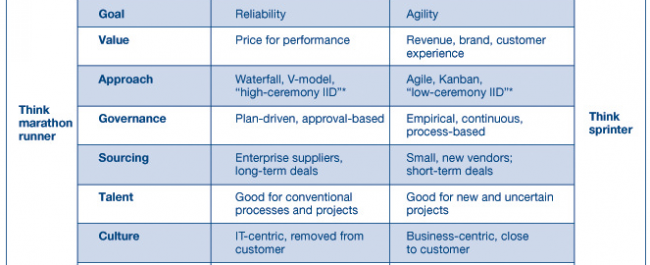 Goal Reliability Agility
Value Price for performance Revenue, brand, customer
experience
Approach Waterfall, V-model, Agile, Kanban,
“high-ceremony IID”* “low-ceremony IID”*
Think
marathon
runner
Governance Plan-driven, approval-based Empirical, continuous,
process-based
Think
sprinter
Sourcing Enterprise suppliers, Small, new vendors;
long-term deals short-term deals
Talent Good for conventional Good for new and uncertain
processes and projects projects
Culture IT-centric, removed from Business-centric, close
customer to customer